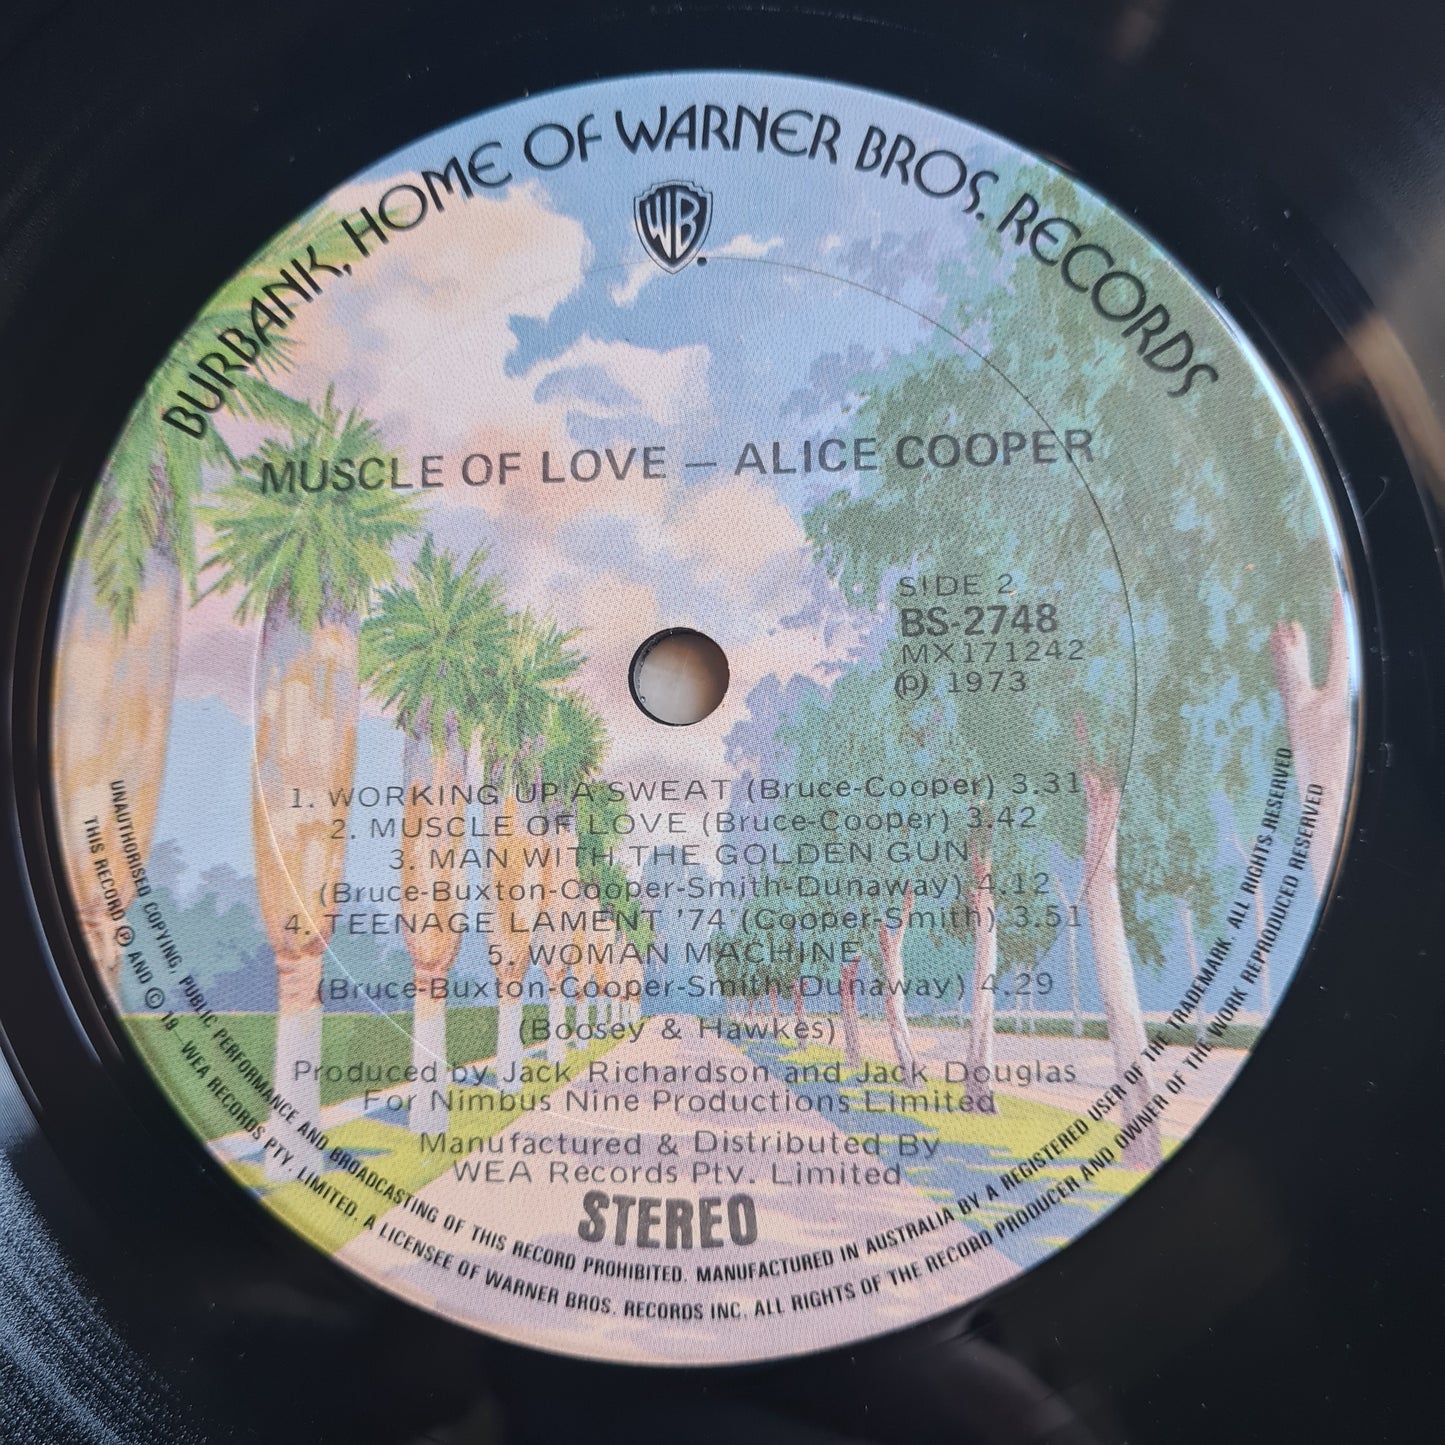 BURBANK, HOME OF WARNER BROS. RECORDS
WB
MUSCLE OF LOVE — ALICE COOPER
SIDE 2
BS-2748
MX171242
℗ 1973
1. WORKING UP A SWEAT (Bruce-Cooper) 3.31
2. MUSCLE OF LOVE (Bruce-Cooper) 3.42
3. MAN WITH THE GOLDEN GUN
(Bruce-Buxton-Cooper-Smith-Dunaway) 4.12
4. TEENAGE LAMENT '74 (Cooper-Smith) 3.51
5. WOMAN MACHINE
(Bruce-Buxton-Cooper-Smith-Dunaway) 4.29
(Boosey & Hawkes)
Produced by Jack Richardson and Jack Douglas
For Nimbus Nine Productions Limited
Manufactured & Distributed By
WEA Records Pty. Limited
STEREO
UNAUTHORISED COPYING, PUBLIC PERFORMANCE AND BROADCASTING OF THIS RECORD PROHIBITED. MANUFACTURED IN AUSTRALIA BY A REGISTERED USER OF THE TRADEMARK. ALL RIGHTS RESERVED
THIS RECORD ℗ AND © 19 WEA RECORDS PTY. LIMITED. A LICENSEE OF WARNER BROS. RECORDS INC. ALL RIGHTS OF THE RECORD PRODUCER AND OWNER OF THE WORK REPRODUCED RESERVED